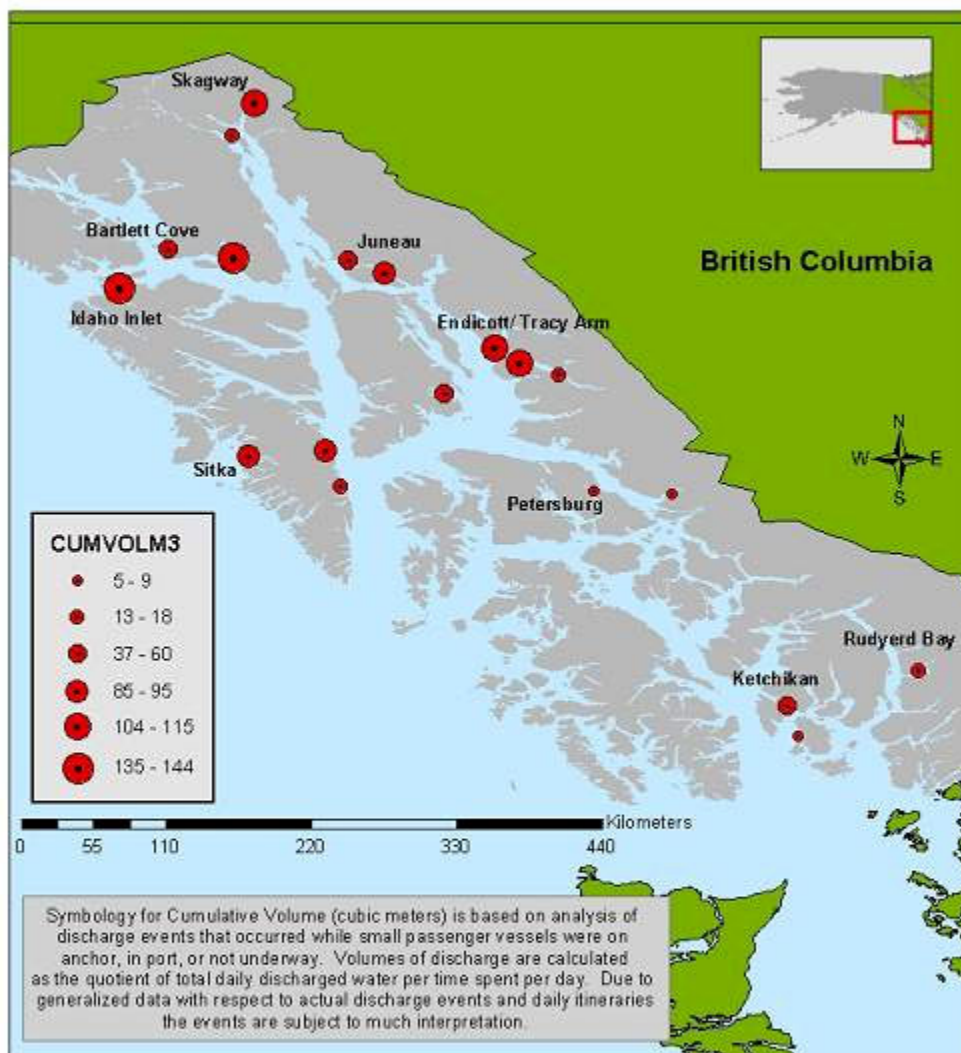 Skagway
Bartlett Cove
Juneau
British Columbia
Idaho Inlet
Endicott/Tracy Arm
N
W E
S
Sitka
Petersburg
CUMVOLM3
5 - 9
13 - 18
37 - 60
85 - 95
104 - 115
135 - 144
Rudyerd Bay
Ketchikan
Kilometers
0 55 110 220 330 440
Symbology for Cumulative Volume (cubic meters) is based on analysis of
discharge events that occurred while small passenger vessels were on
anchor, in port, or not underway. Volumes of discharge are calculated
as the quotient of total daily discharged water per time spent per day. Due to
generalized data with respect to actual discharge events and daily itineraries
the events are subject to much interpretation.